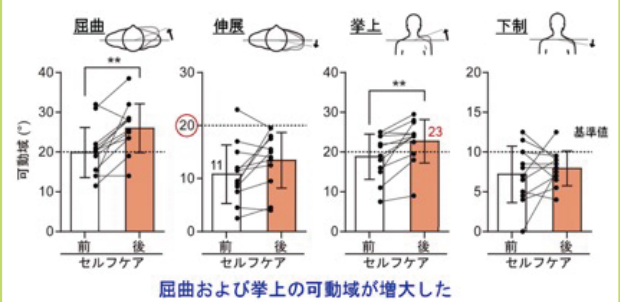 屈曲 伸展 挙上 下制
可動域 (°)
40 30 40 20
** **
30 20 30 15
基準値
20 11 20 23 10
10 10 10 5
0 0 0 0
前 後 前 後 前 後 前 後
セルフケア セルフケア セルフケア セルフケア
屈曲および挙上の可動域が増大した